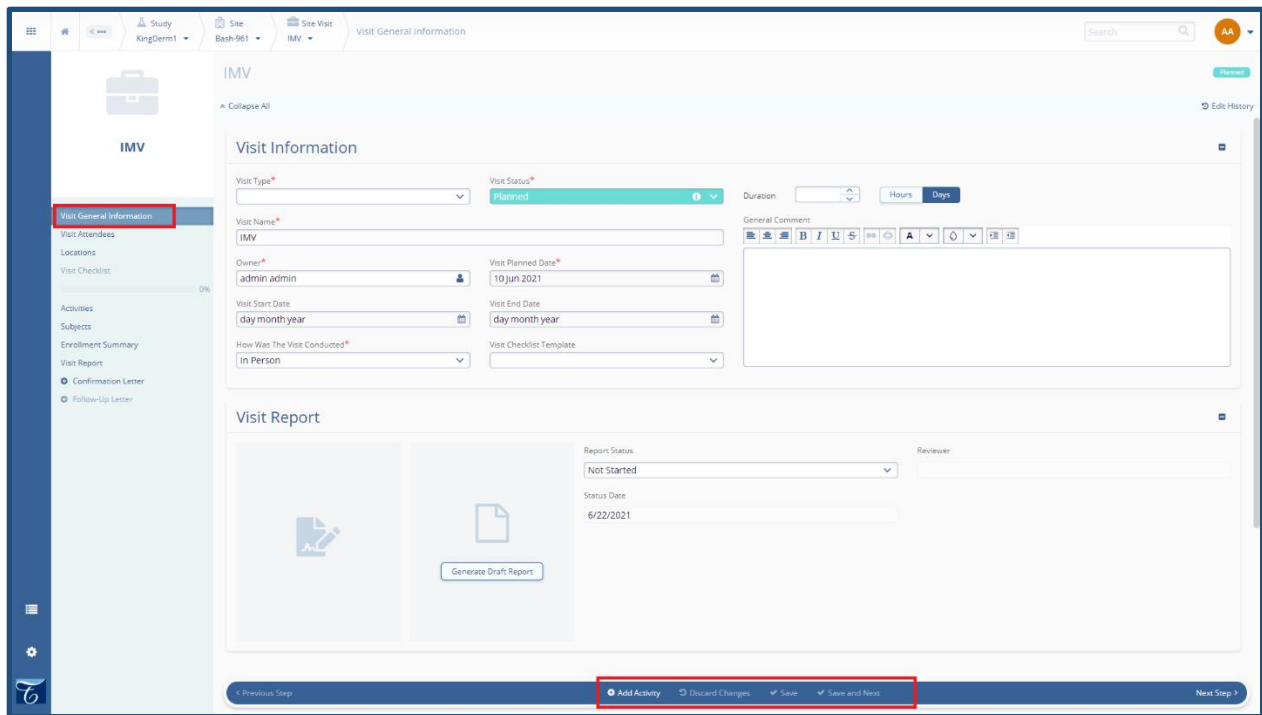 Study
KingDerm1
Site
Bash-961
Site Visit
IMV
Visit General Information
Search
AA
IMV
Planned
Collapse All
Edit History
IMV
Visit General Information
Visit Attendees
Locations
Visit Checklist
0%
Activities
Subjects
Enrollment Summary
Visit Report
Confirmation Letter
Follow-Up Letter
Visit Information
Visit Type*
Visit Status*
Planned
Duration
Hours Days
Visit Name*
IMV
General Comment
B I U S A
Owner*
admin admin
Visit Planned Date*
10 Jun 2021
Visit Start Date
day month year
Visit End Date
day month year
How Was The Visit Conducted*
In Person
Visit Checklist Template
Visit Report
Generate Draft Report
Report Status
Not Started
Reviewer
Status Date
6/22/2021
< Previous Step
Add Activity Discard Changes Save Save and Next
Next Step >